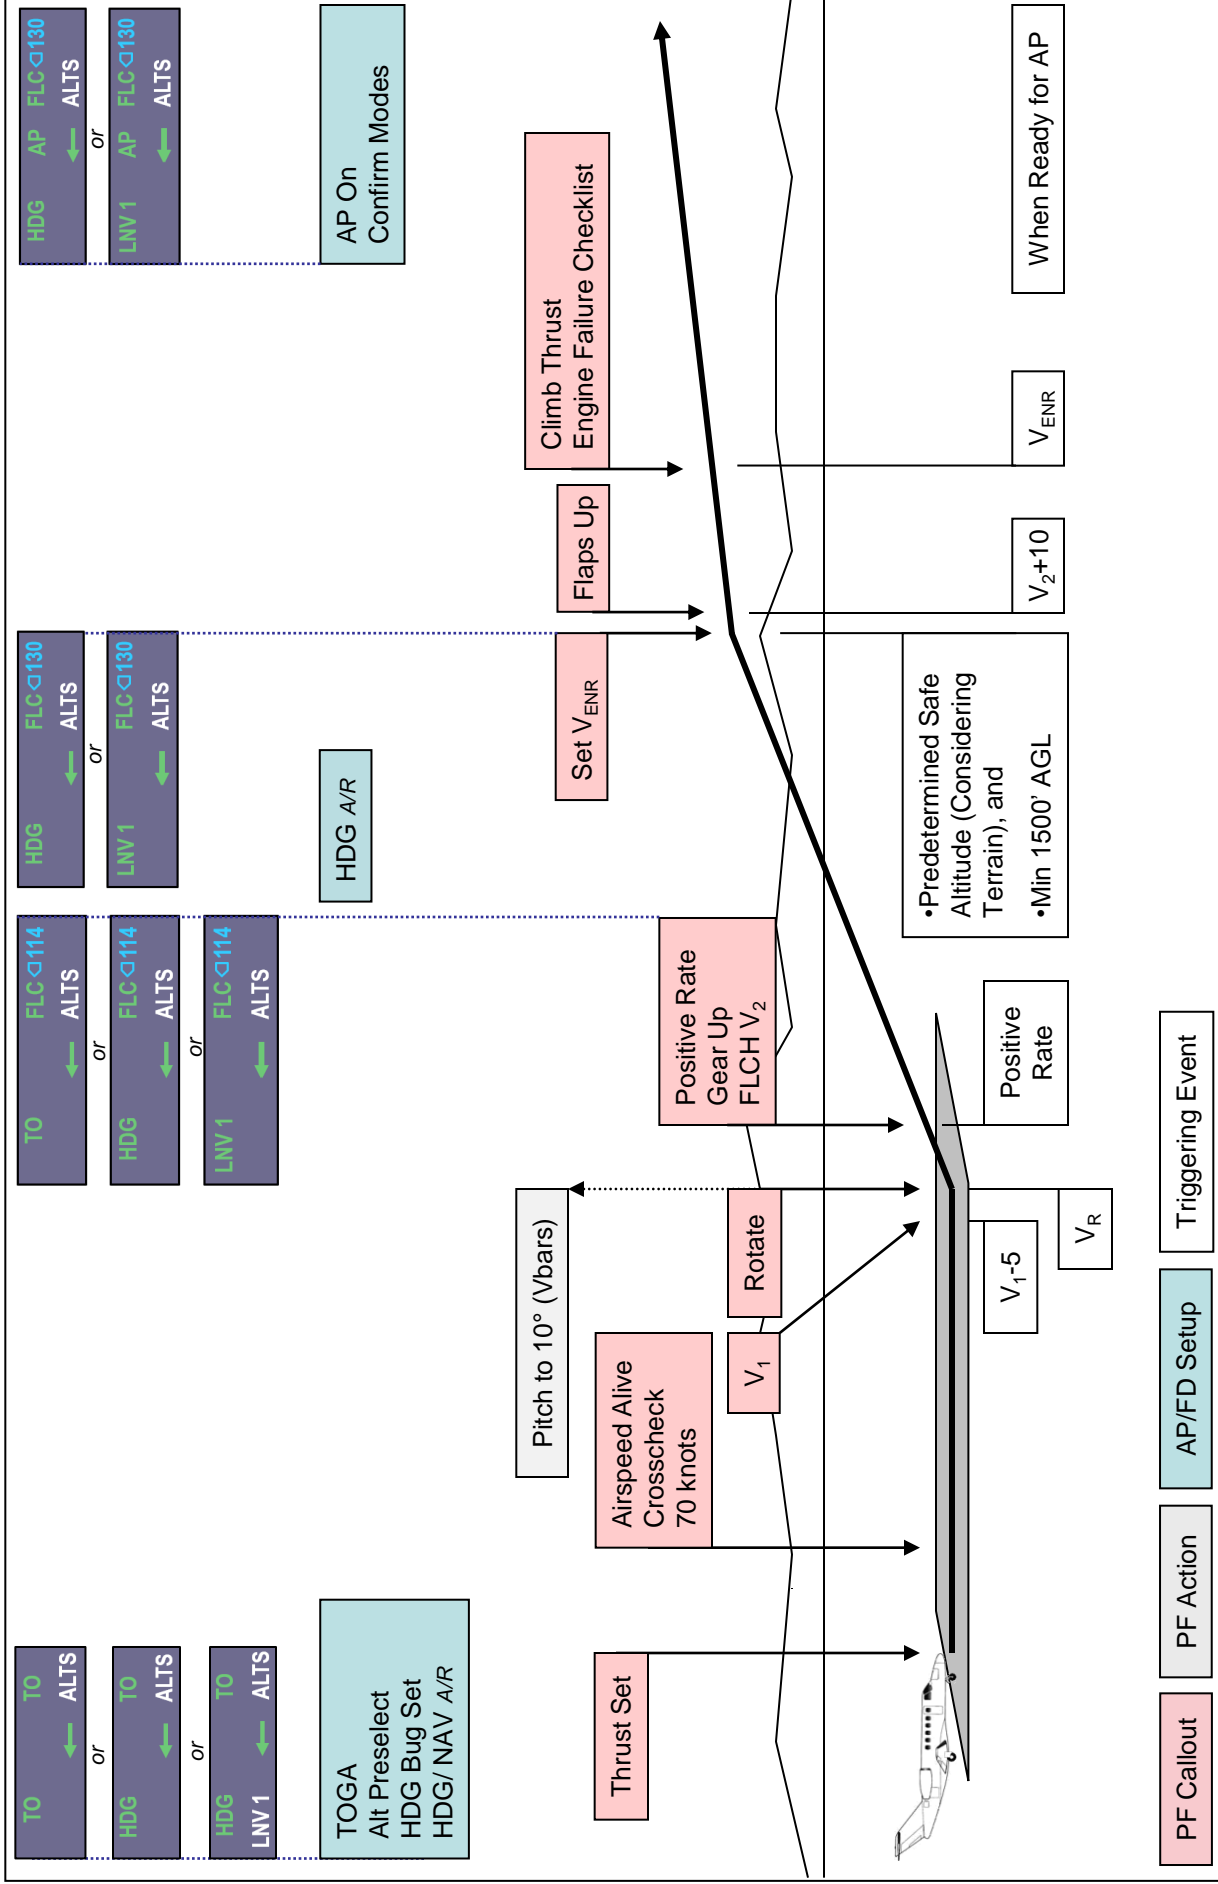 TO TO
ALTS
or
HDG TO
ALTS
or
HDG TO
LNV 1 ALTS
TO FLC 114
ALTS
or
HDG FLC 114
ALTS
or
LNV 1 FLC 114
ALTS
HDG FLC 130
ALTS
or
LNV 1 FLC 130
ALTS
HDG AP FLC 130
ALTS
or
LNV 1 AP FLC 130
ALTS
TOGA
Alt Preselect
HDG Bug Set
HDG/ NAV A/R
HDG A/R
AP On
Confirm Modes
Thrust Set
Airspeed Alive
Crosscheck
70 knots
Pitch to 10° (Vbars)
V₁
Rotate
Positive Rate
Gear Up
FLCH V₂
Set VENR
Flaps Up
Climb Thrust
Engine Failure Checklist
V₁-5
VR
Positive
Rate
•Predetermined Safe
Altitude (Considering
Terrain), and
•Min 1500’ AGL
V₂+10
VENR
When Ready for AP
PF Callout
PF Action
AP/FD Setup
Triggering Event